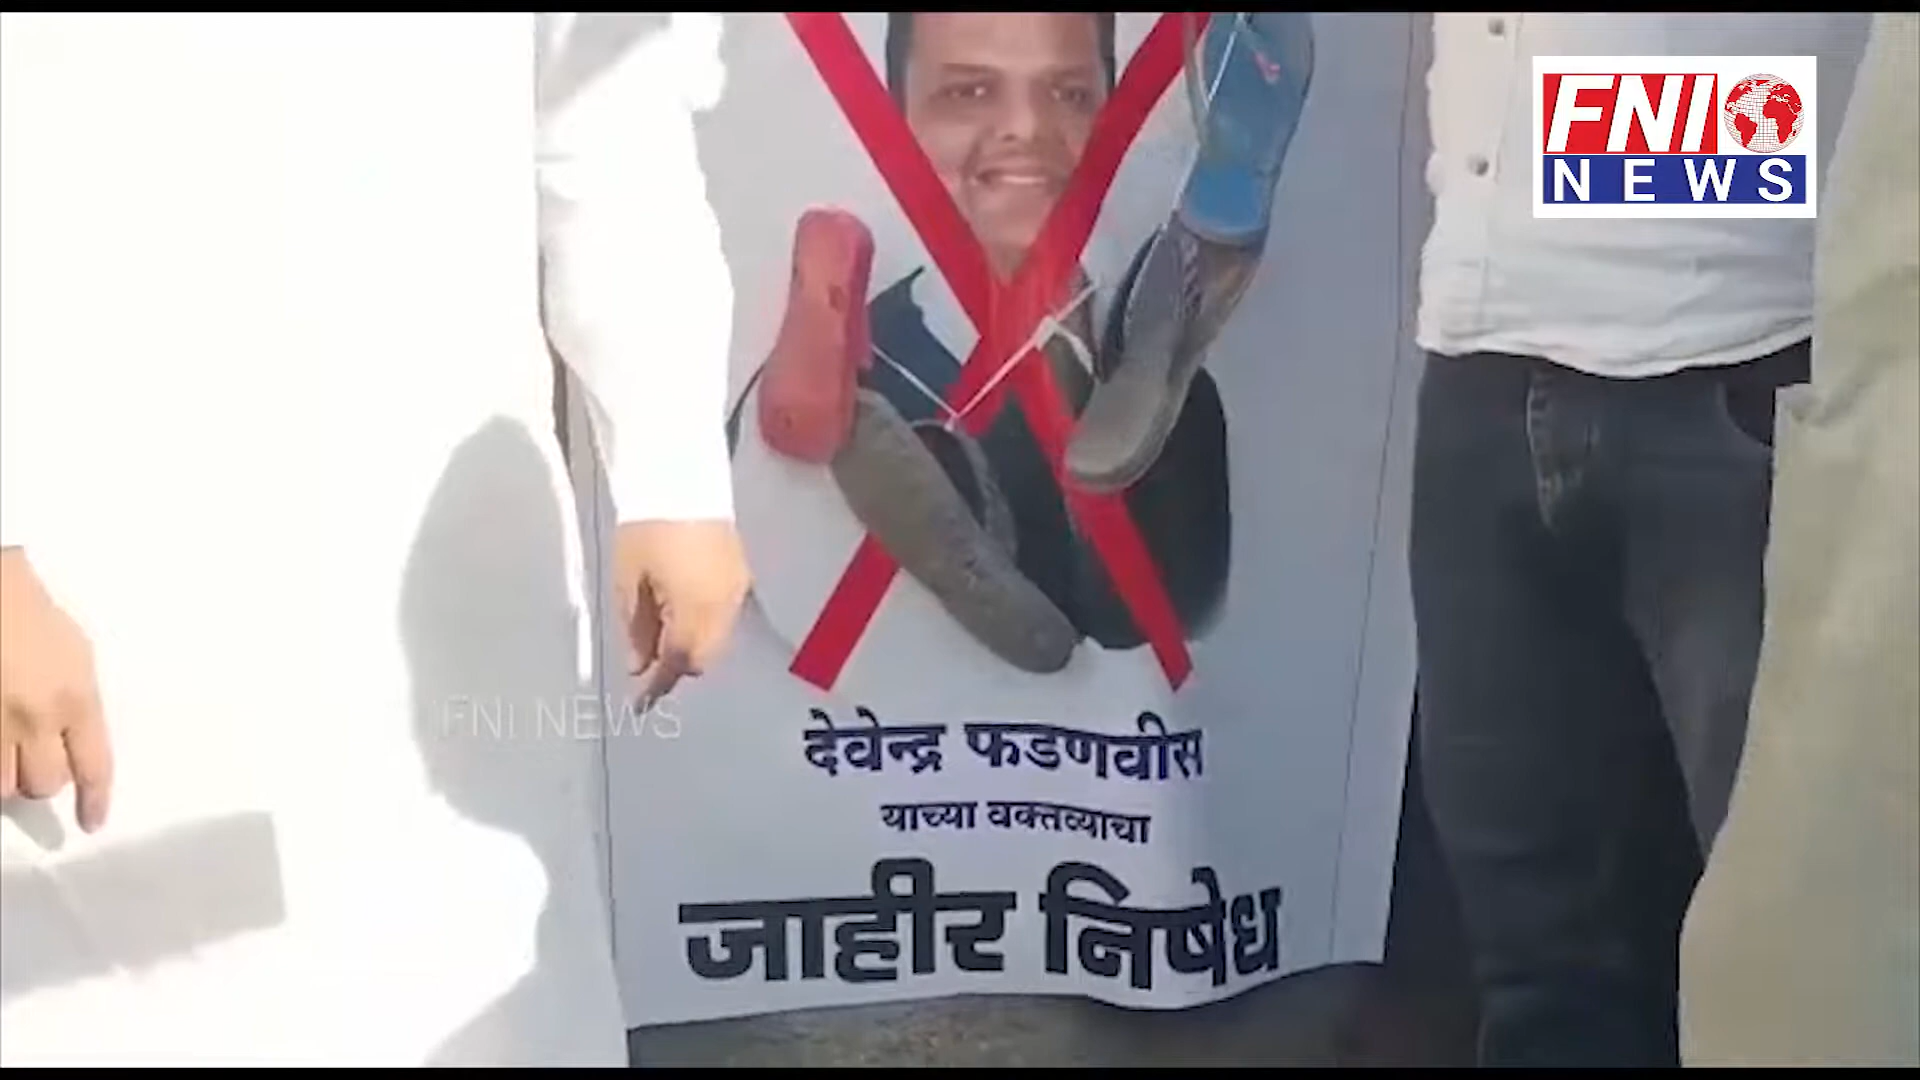 FNI
NEWS
FNI NEWS
देवेन्द्र फडणवीस
याच्या वक्तव्याचा
जाहीर निषेध